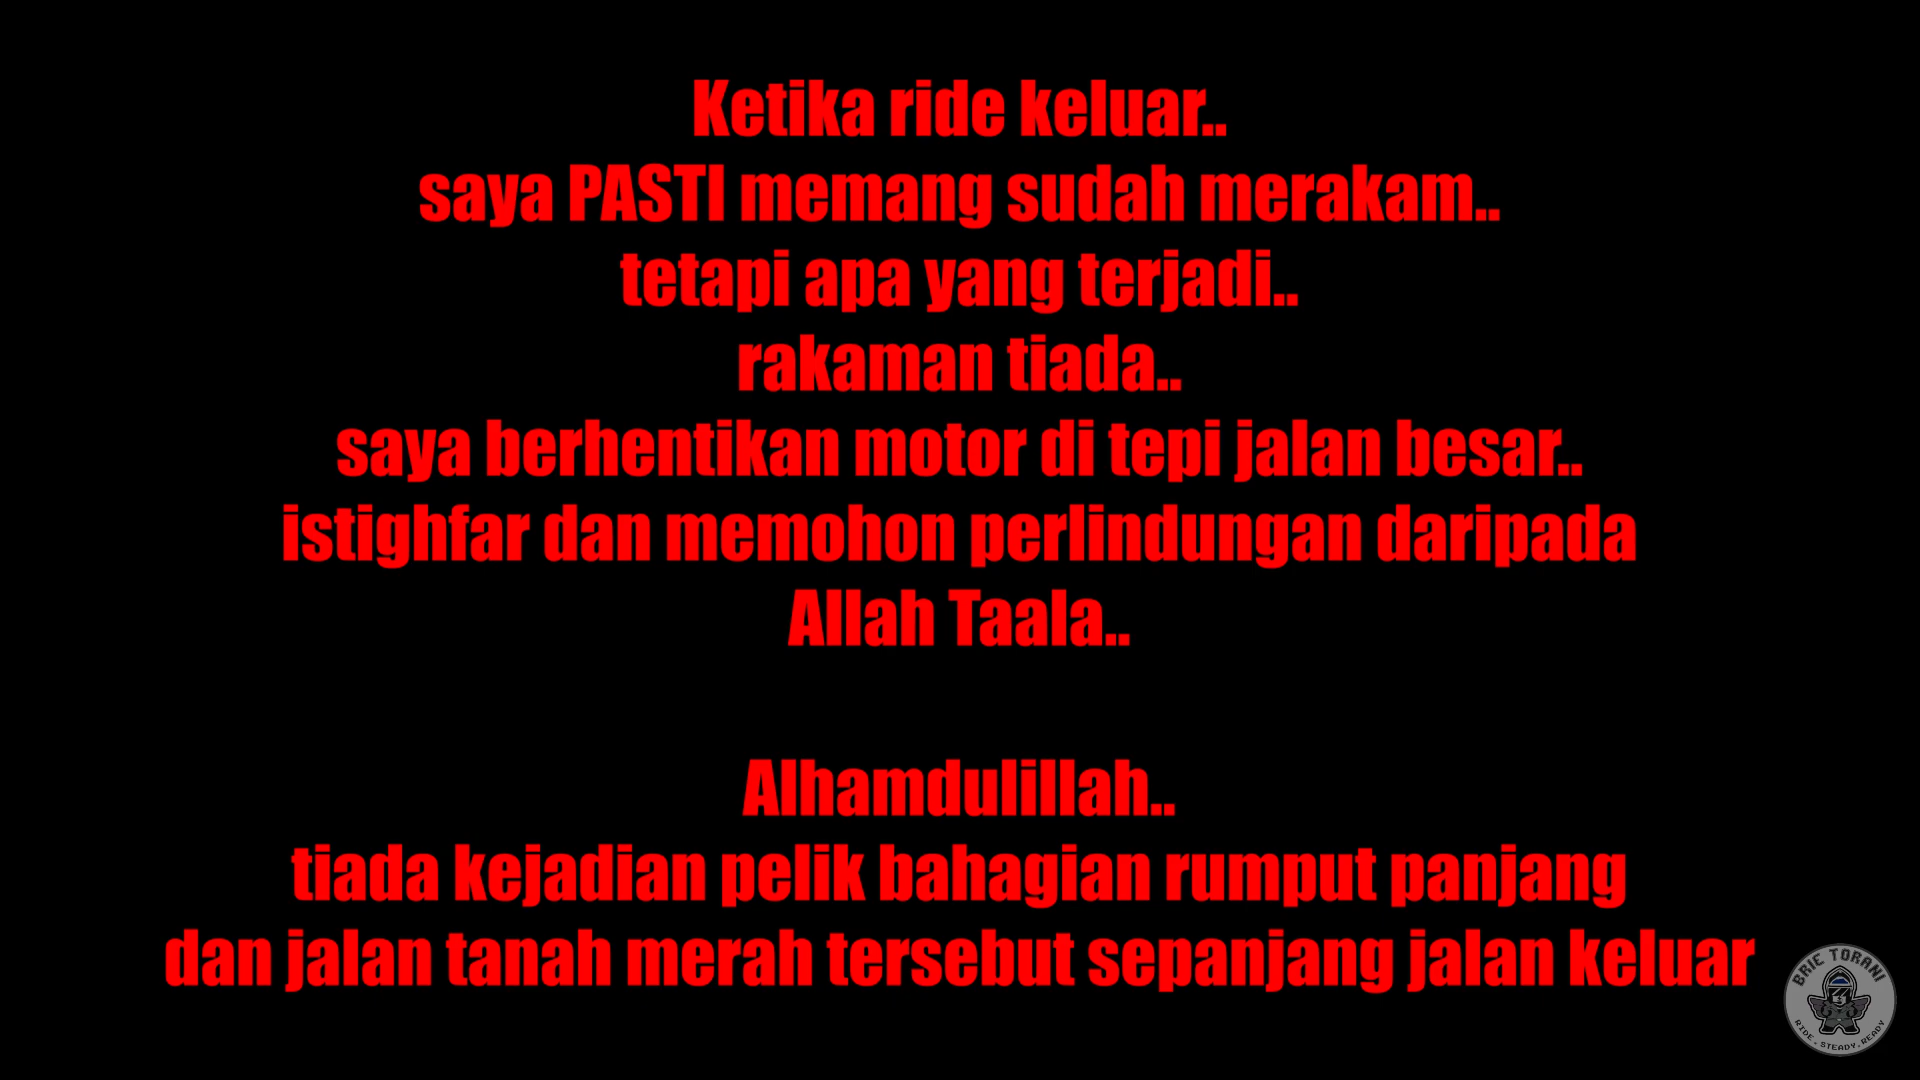 Ketika ride keluar..
saya PASTI memang sudah merakam..
tetapi apa yang terjadi..
rakaman tiada..
saya berhentikan motor di tepi jalan besar..
istighfar dan memohon perlindungan daripada
Allah Taala..
Alhamdulillah..
tiada kejadian pelik bahagian rumput panjang
dan jalan tanah merah tersebut sepanjang jalan keluar
BRIE TORANI
RIDE . STEADY . READY